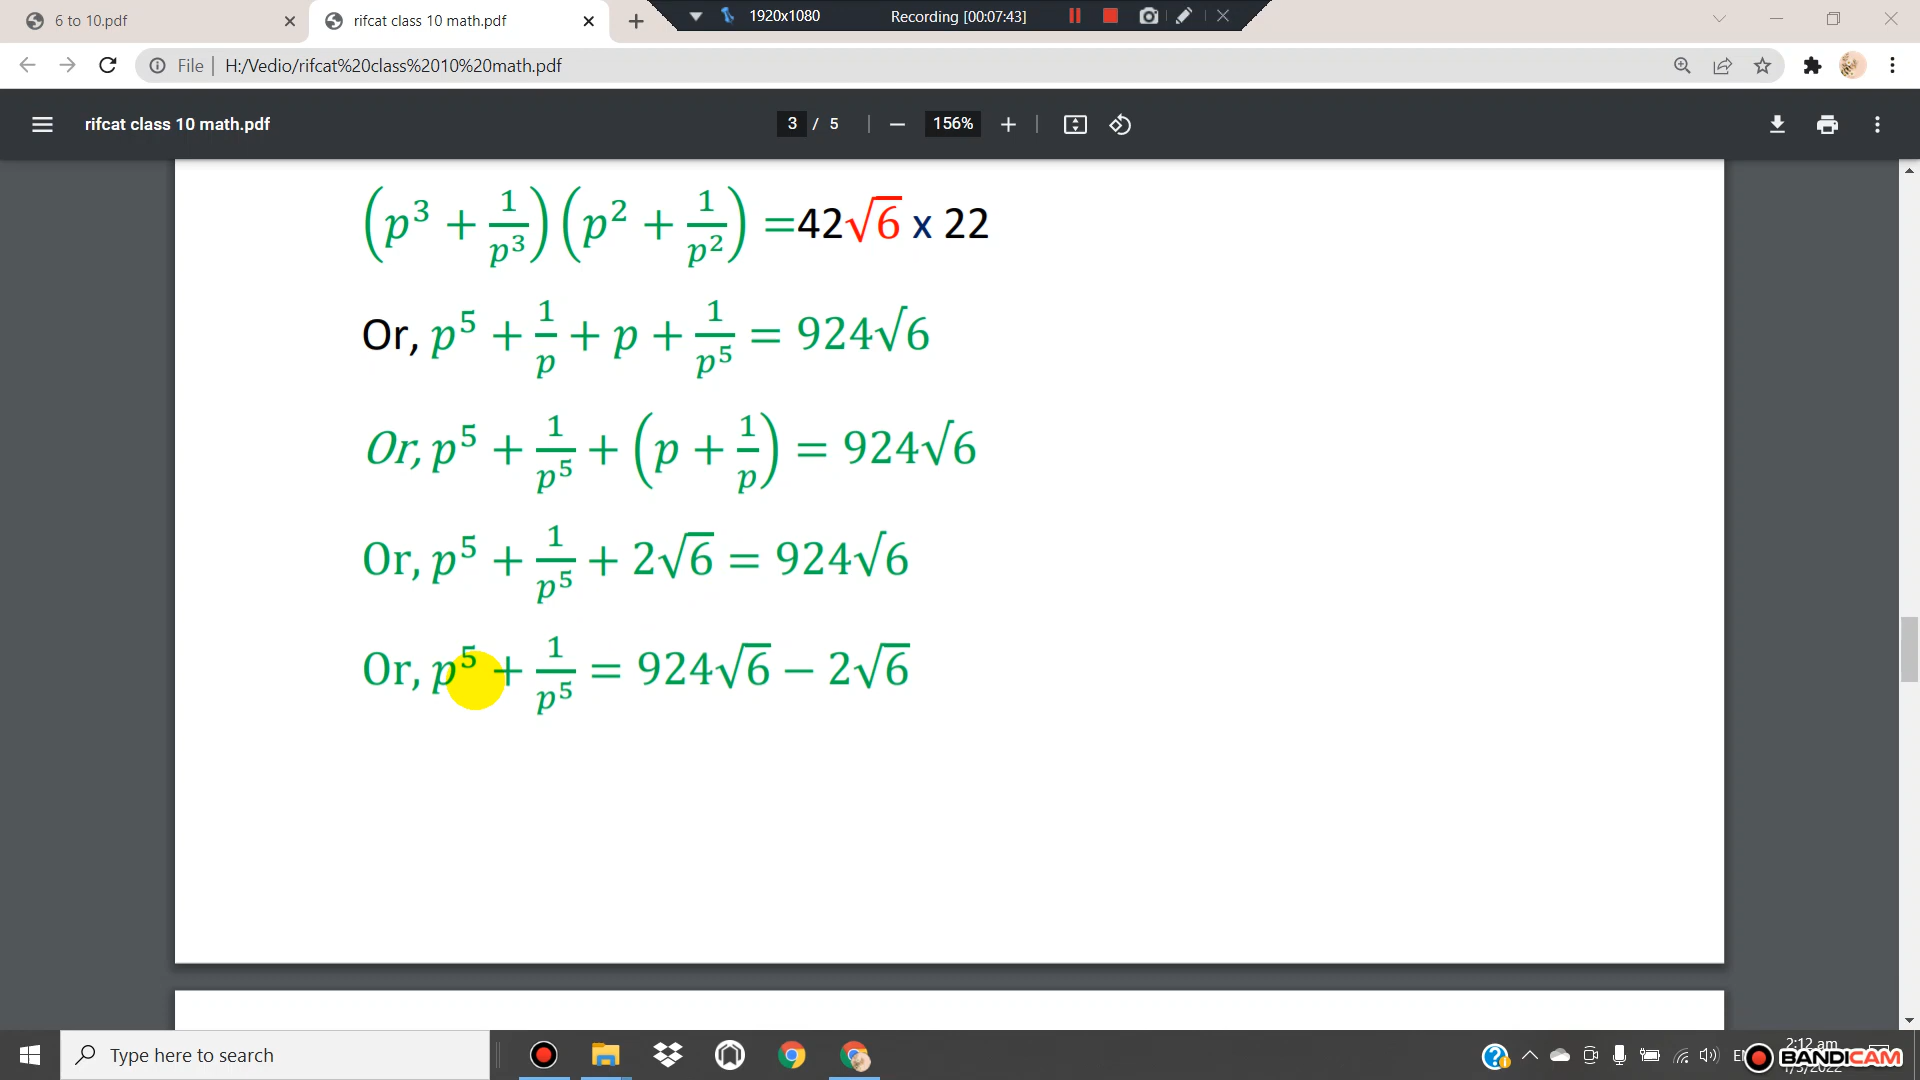 6 to 10.pdf
rifcat class 10 math.pdf
1920x1080
Recording [00:07:43]
File | H:/Vedio/rifcat%20class%2010%20math.pdf
rifcat class 10 math.pdf
3 / 5
156%
(p³ + 1/p³)(p² + 1/p²) =42√6 x 22
Or, p⁵ + 1/p + p + 1/p⁵ = 924√6
Or, p⁵ + 1/p⁵ + (p + 1/p) = 924√6
Or, p⁵ + 1/p⁵ + 2√6 = 924√6
Or, p⁵ + 1/p⁵ = 924√6 − 2√6
Type here to search
2:12 am
BANDICAM